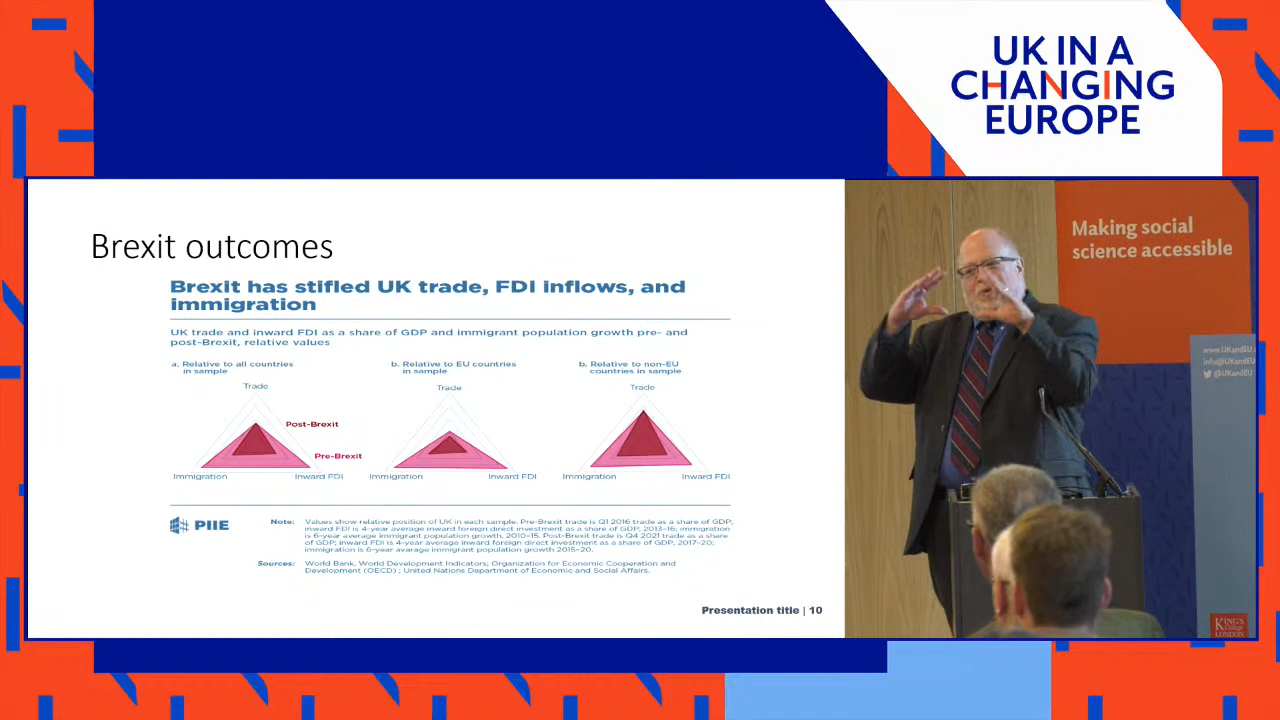 UK IN A
CHANGING
EUROPE
Brexit outcomes
Brexit has stifled UK trade, FDI inflows, and
immigration
UK trade and inward FDI as a share of GDP and immigrant population growth pre- and
post-Brexit, relative values
a. Relative to all countries
in sample
Trade
Post-Brexit
Pre-Brexit
Immigration
Inward FDI
b. Relative to EU countries
in sample
Trade
Immigration
Inward FDI
b. Relative to non-EU
countries in sample
Trade
Immigration
Inward FDI
PIIE
Note: Values show relative position of UK in each sample. Pre-Brexit trade is Q1 2016 trade as a share of GDP;
inward FDI is 4-year average inward foreign direct investment as a share of GDP, 2013-16; immigration
is 6-year average immigrant population growth, 2010-15. Post-Brexit trade is Q4 2021 trade as a share
of GDP; inward FDI is 4-year average inward foreign direct investment as a share of GDP, 2017-20;
immigration is 6-year avarage immigrant population growth 2015-20.
Sources: World Bank, World Development Indicators; Organization for Economic Cooperation and
Development (OECD); United Nations Department of Economic and Social Affairs.
Presentation title | 10
Making social
science accessible
www.UKandEU.
info@UKandEU
@UKandEU
KING'S
College
LONDON